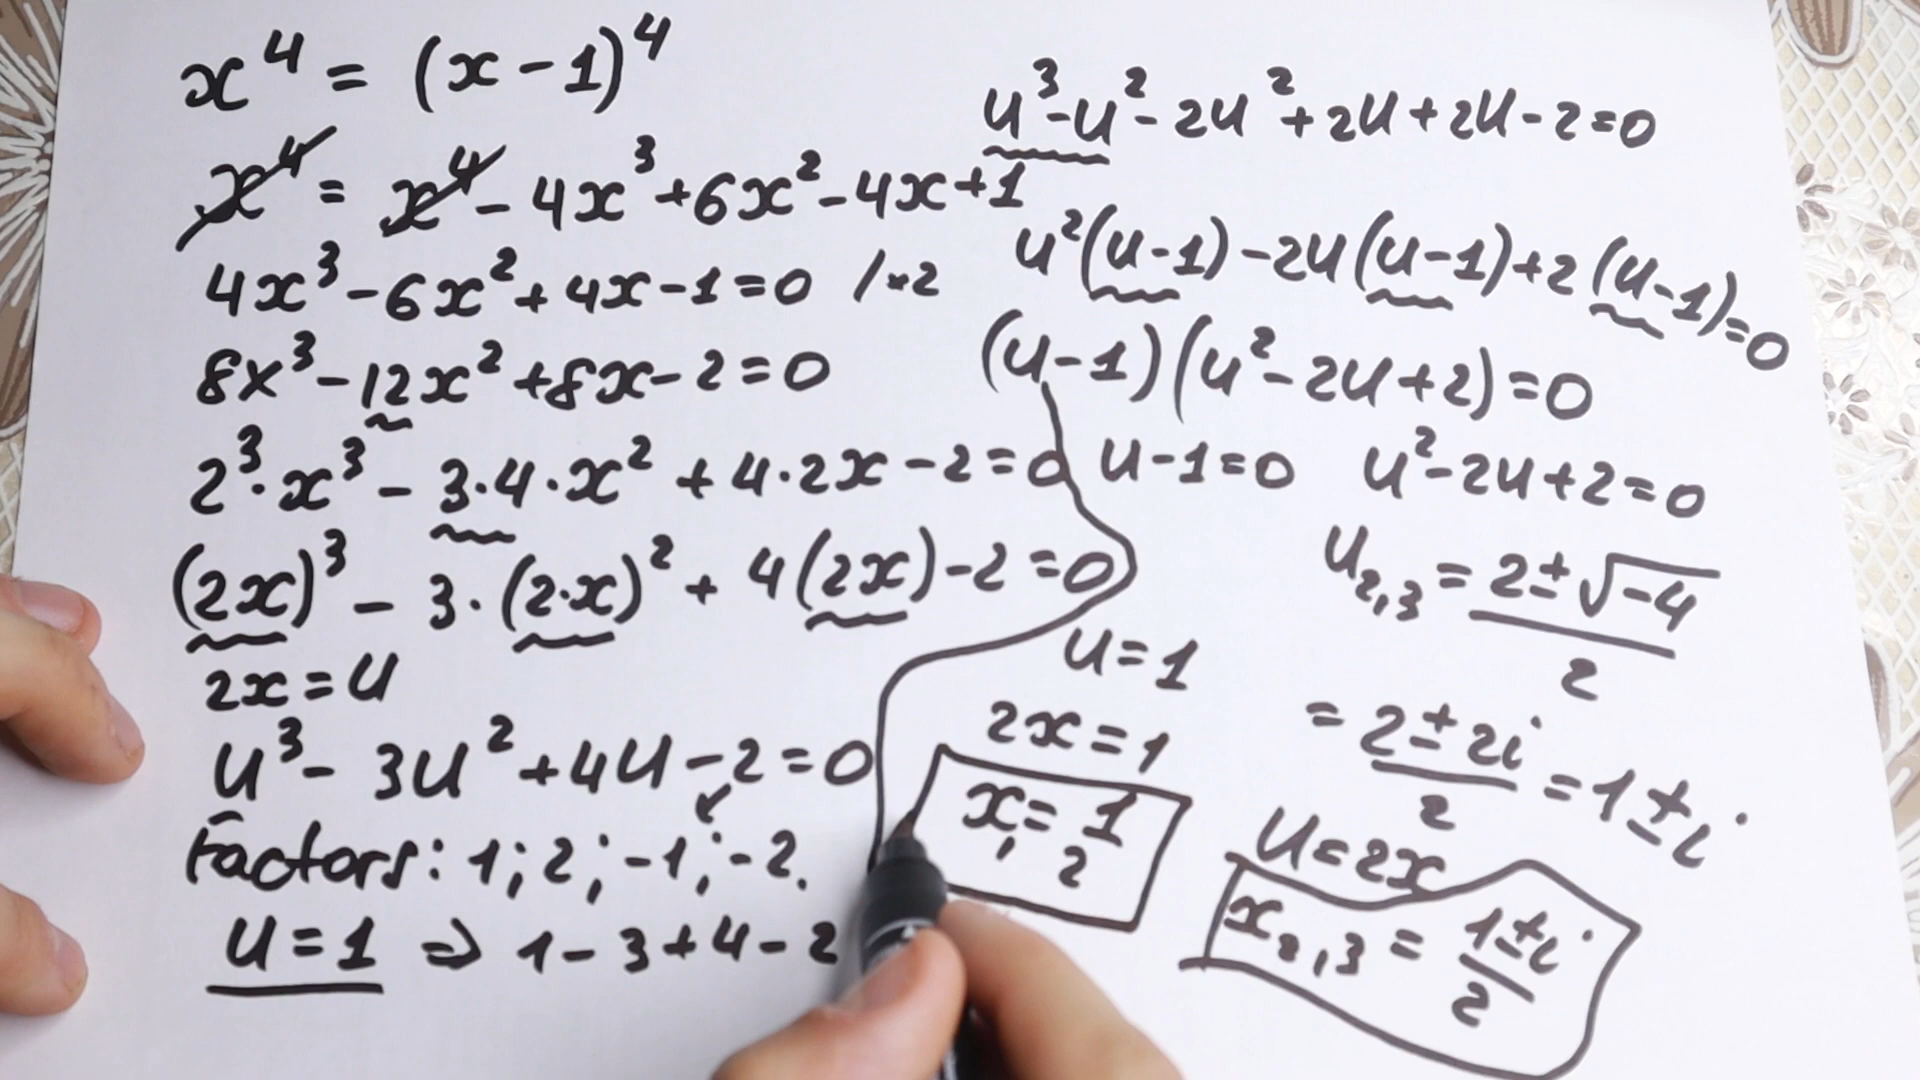 x⁴ = (x-1)⁴
x⁴ = x⁴ - 4x³ + 6x² - 4x + 1
4x³ - 6x² + 4x - 1 = 0 /·2
8x³ - 12x² + 8x - 2 = 0
2³·x³ - 3·4·x² + 4·2x - 2 = 0
(2x)³ - 3·(2·x)² + 4(2x) - 2 = 0
2x = u
u³ - 3u² + 4u - 2 = 0
Factors: 1; 2; -1; -2.
u = 1 ⇒ 1 - 3 + 4 - 2
u³ - u² - 2u² + 2u + 2u - 2 = 0
u²(u-1) - 2u(u-1) + 2(u-1) = 0
(u-1)(u² - 2u + 2) = 0
u - 1 = 0
u = 1
2x = 1
x₁ = 1/2
u² - 2u + 2 = 0
u₂,₃ = (2 ± √-4)/2
= (2 ± 2i)/2 = 1 ± i
u = 2x
x₂,₃ = (1 ± i)/2